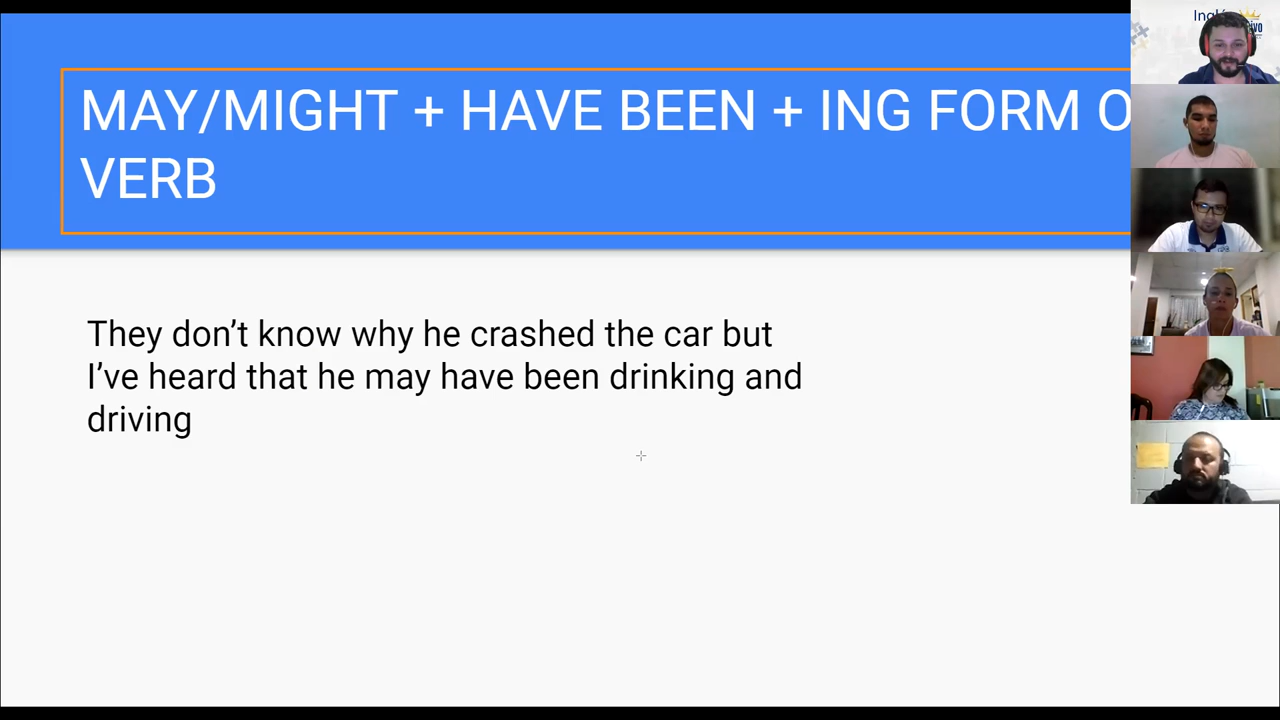 MAY/MIGHT + HAVE BEEN + ING FORM
VERB
They don't know why he crashed the car but
I've heard that he may have been drinking and
driving